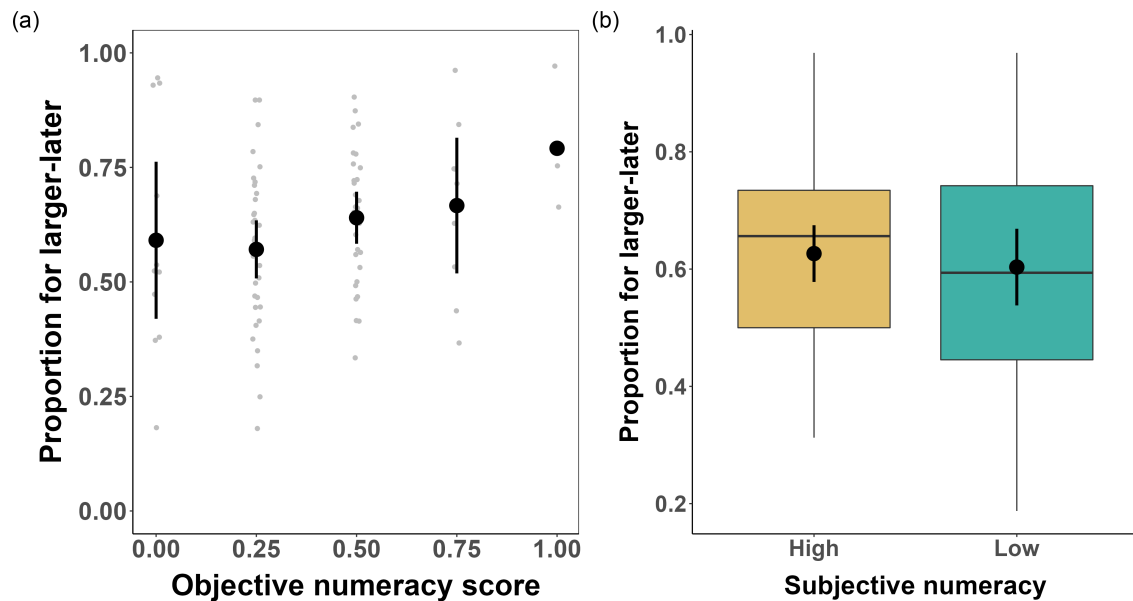 (a)
Proportion for larger-later
1.00
0.75
0.50
0.25
0.00
0.00 0.25 0.50 0.75 1.00
Objective numeracy score
(b)
Proportion for larger-later
1.0
0.8
0.6
0.4
0.2
High Low
Subjective numeracy